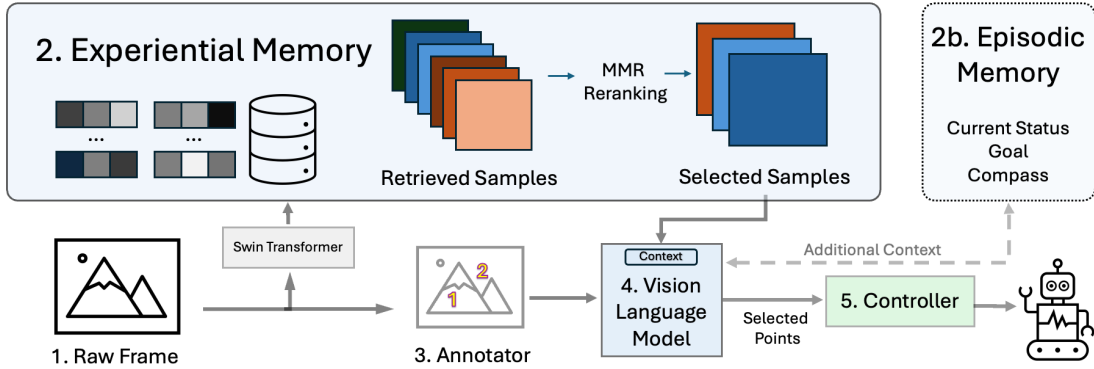 2. Experiential Memory
...
...
Retrieved Samples
MMR
Reranking
Selected Samples
2b. Episodic
Memory
Current Status
Goal
Compass
Swin Transformer
1. Raw Frame
1
2
3. Annotator
Context
4. Vision
Language
Model
Additional Context
Selected
Points
5. Controller